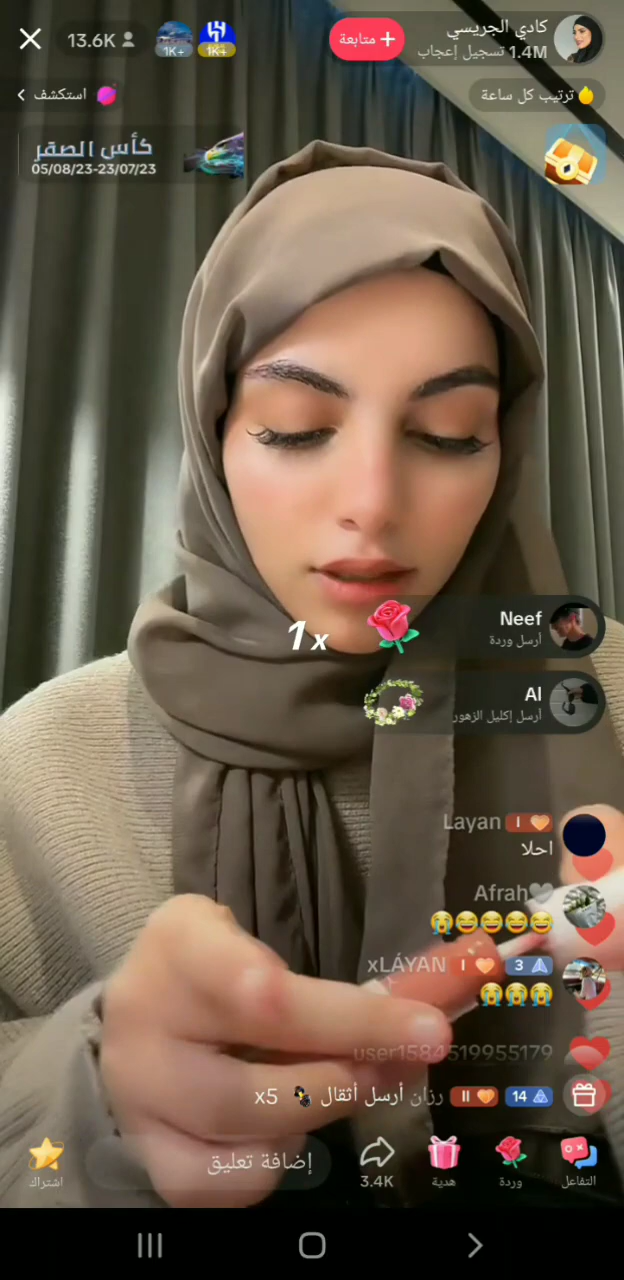 كادي الجريسي
1.4M تسجيل إعجاب
+ متابعة
1K+
1K+
13.6K
ترتيب كل ساعة
استكشف
كأس الصقر
05/08/23-23/07/23
Neef
أرسل وردة
1x
Al
أرسل إكليل الزهور
Layan I
احلا
Afrah
xLÁYAN I 3
user1584519955179
14 II رزان أرسل أثقال x5
التفاعل
وردة
هدية
3.4K
إضافة تعليق
اشتراك